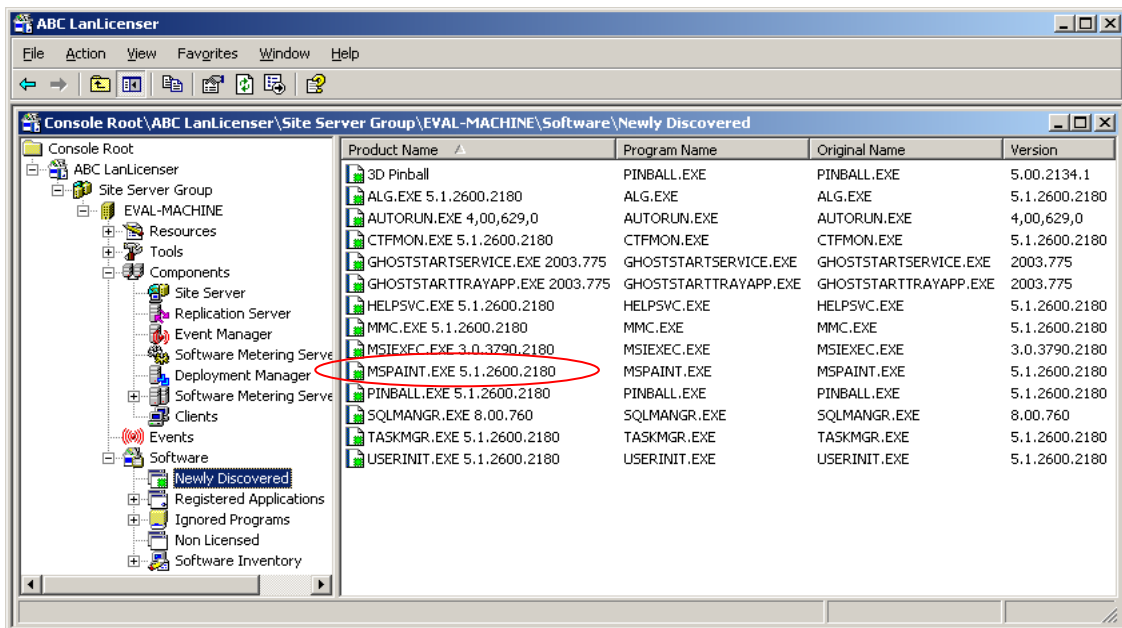 ABC LanLicenser
File Action View Favorites Window Help
Console Root\ABC LanLicenser\Site Server Group\EVAL-MACHINE\Software\Newly Discovered
Console Root
ABC LanLicenser
Site Server Group
EVAL-MACHINE
Resources
Tools
Components
Site Server
Replication Server
Event Manager
Software Metering Serve
Deployment Manager
Software Metering Serve
Clients
Events
Software
Newly Discovered
Registered Applications
Ignored Programs
Non Licensed
Software Inventory
Product Name Program Name Original Name Version
3D Pinball PINBALL.EXE PINBALL.EXE 5.00.2134.1
ALG.EXE 5.1.2600.2180 ALG.EXE ALG.EXE 5.1.2600.2180
AUTORUN.EXE 4,00,629,0 AUTORUN.EXE AUTORUN.EXE 4,00,629,0
CTFMON.EXE 5.1.2600.2180 CTFMON.EXE CTFMON.EXE 5.1.2600.2180
GHOSTSTARTSERVICE.EXE 2003.775 GHOSTSTARTSERVICE.EXE GHOSTSTARTSERVICE.EXE 2003.775
GHOSTSTARTTRAYAPP.EXE 2003.775 GHOSTSTARTTRAYAPP.EXE GHOSTSTARTTRAYAPP.EXE 2003.775
HELPSVC.EXE 5.1.2600.2180 HELPSVC.EXE HELPSVC.EXE 5.1.2600.2180
MMC.EXE 5.1.2600.2180 MMC.EXE MMC.EXE 5.1.2600.2180
MSIEXEC.EXE 3.0.3790.2180 MSIEXEC.EXE MSIEXEC.EXE 3.0.3790.2180
MSPAINT.EXE 5.1.2600.2180 MSPAINT.EXE MSPAINT.EXE 5.1.2600.2180
PINBALL.EXE 5.1.2600.2180 PINBALL.EXE PINBALL.EXE 5.1.2600.2180
SQLMANGR.EXE 8.00.760 SQLMANGR.EXE SQLMANGR.EXE 8.00.760
TASKMGR.EXE 5.1.2600.2180 TASKMGR.EXE TASKMGR.EXE 5.1.2600.2180
USERINIT.EXE 5.1.2600.2180 USERINIT.EXE USERINIT.EXE 5.1.2600.2180